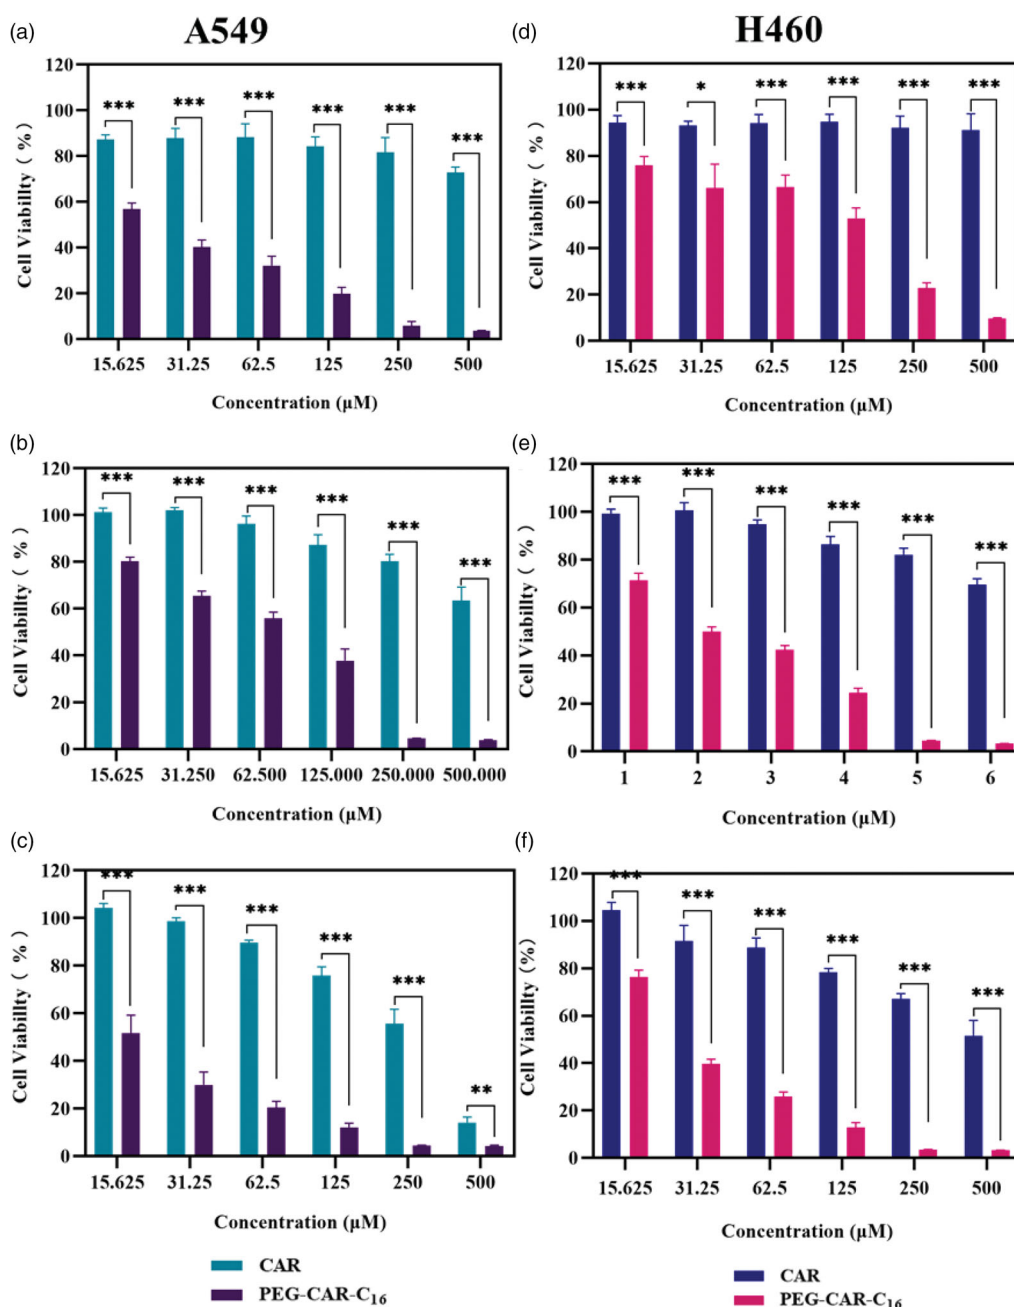 (a) A549
120
100
80
60
40
20
0
Cell Viabillty ( %)
*** *** *** *** *** ***
15.625 31.25 62.5 125 250 500
Concentration (μM)
(d) H460
120
100
80
60
40
20
0
Cell Viabillty ( %)
*** * *** *** *** ***
15.625 31.25 62.5 125 250 500
Concentration (μM)
(b)
120
100
80
60
40
20
0
Cell Viabillty ( %)
*** *** *** *** *** ***
15.625 31.250 62.500 125.000 250.000 500.000
Concentration (μM)
(e)
120
100
80
60
40
20
0
Cell Viabillty ( %)
*** *** *** *** *** ***
1 2 3 4 5 6
Concentration (μM)
(c)
120
100
80
60
40
20
0
Cell Viabillty ( %)
*** *** *** *** *** **
15.625 31.25 62.5 125 250 500
Concentration (μM)
CAR
PEG-CAR-C₁₆
(f)
120
100
80
60
40
20
0
Cell Viabillty (%)
*** *** *** *** *** ***
15.625 31.25 62.5 125 250 500
Concentration (μM)
CAR
PEG-CAR-C₁₆